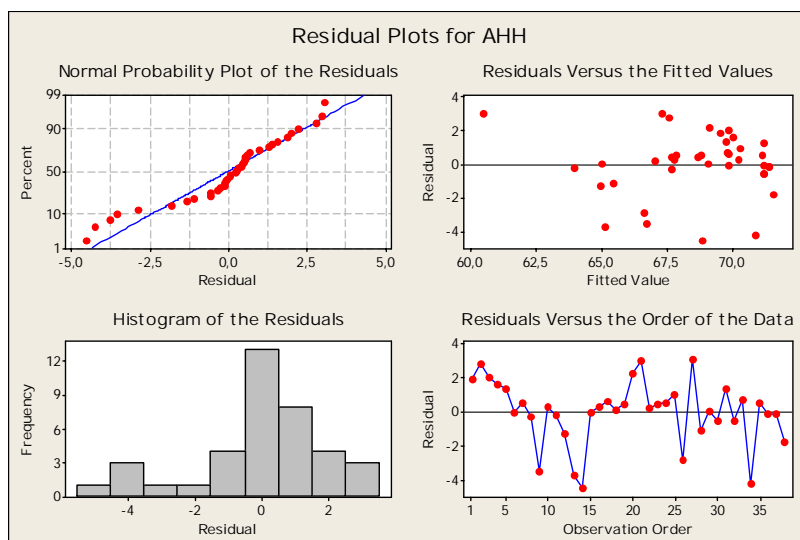 Residual Plots for AHH
Normal Probability Plot of the Residuals
99
90
50
10
1
Percent
-5,0 -2,5 0,0 2,5 5,0
Residual
Residuals Versus the Fitted Values
4
2
0
-2
-4
Residual
60,0 62,5 65,0 67,5 70,0
Fitted Value
Histogram of the Residuals
12
9
6
3
0
Frequency
-4 -2 0 2
Residual
Residuals Versus the Order of the Data
4
2
0
-2
-4
Residual
1 5 10 15 20 25 30 35
Observation Order